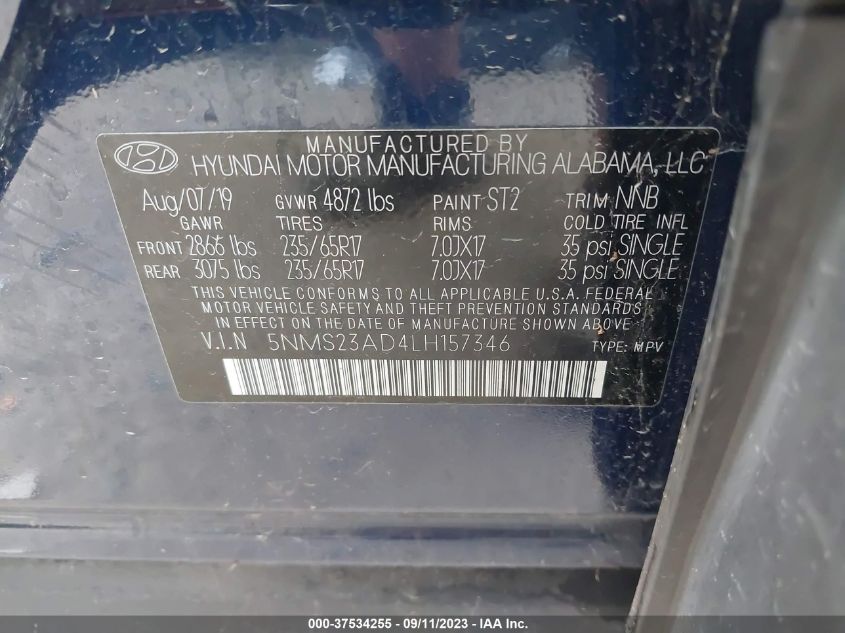 MANUFACTURED BY
HYUNDAI MOTOR MANUFACTURING ALABAMA, LLC
Aug/07/19 GVWR 4872 lbs PAINT ST2 TRIM NNB
GAWR TIRES RIMS COLD TIRE INFL
FRONT 2866 lbs 235/65R17 7.0JX17 35 psi SINGLE
REAR 3075 lbs 235/65R17 7.0JX17 35 psi SINGLE
THIS VEHICLE CONFORMS TO ALL APPLICABLE U.S.A. FEDERAL
MOTOR VEHICLE SAFETY AND THEFT PREVENTION STANDARDS
IN EFFECT ON THE DATE OF MANUFACTURE SHOWN ABOVE.
V.I.N 5NMS23AD4LH157346 TYPE: MPV
000-37534255 - 09/11/2023 - IAA Inc.